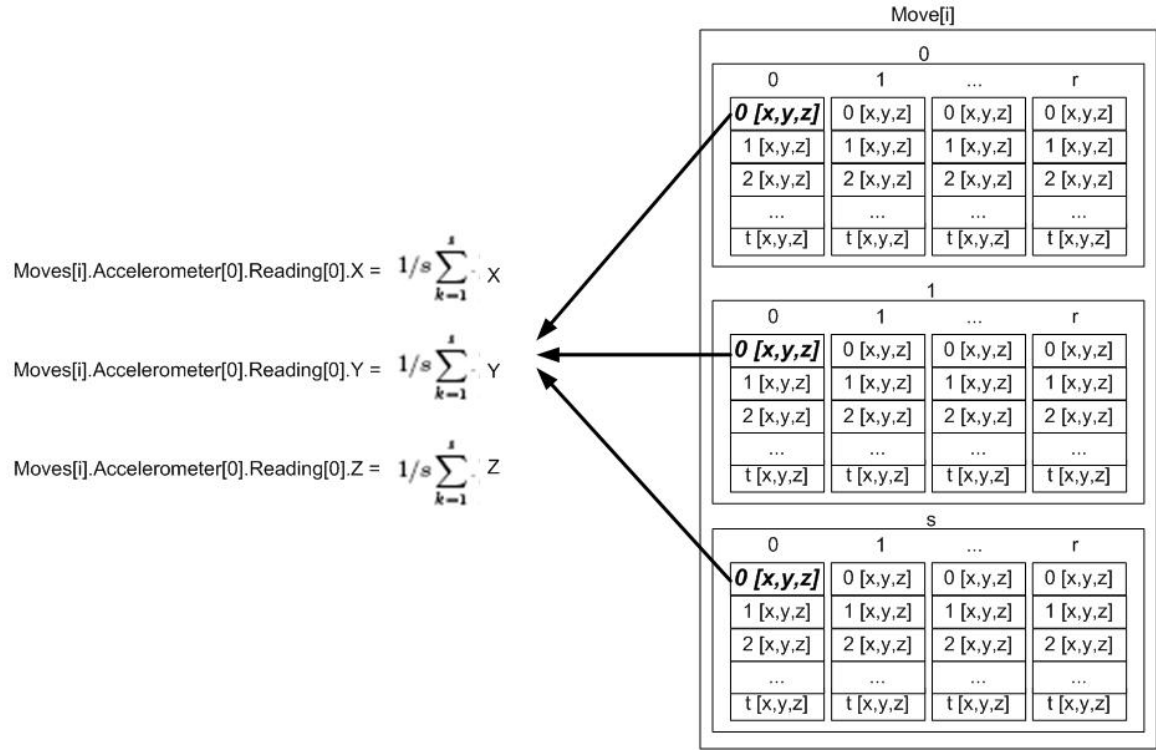 Move[i]
0
0 1 ... r
0 [x,y,z] 0 [x,y,z] 0 [x,y,z] 0 [x,y,z]
1 [x,y,z] 1 [x,y,z] 1 [x,y,z] 1 [x,y,z]
2 [x,y,z] 2 [x,y,z] 2 [x,y,z] 2 [x,y,z]
... ... ... ...
t [x,y,z] t [x,y,z] t [x,y,z] t [x,y,z]
Moves[i].Accelerometer[0].Reading[0].X = 1/s ∑ₖ₌₁ˢ X
Moves[i].Accelerometer[0].Reading[0].Y = 1/s ∑ₖ₌₁ˢ Y
Moves[i].Accelerometer[0].Reading[0].Z = 1/s ∑ₖ₌₁ˢ Z
1
0 1 ... r
0 [x,y,z] 0 [x,y,z] 0 [x,y,z] 0 [x,y,z]
1 [x,y,z] 1 [x,y,z] 1 [x,y,z] 1 [x,y,z]
2 [x,y,z] 2 [x,y,z] 2 [x,y,z] 2 [x,y,z]
... ... ... ...
t [x,y,z] t [x,y,z] t [x,y,z] t [x,y,z]
s
0 1 ... r
0 [x,y,z] 0 [x,y,z] 0 [x,y,z] 0 [x,y,z]
1 [x,y,z] 1 [x,y,z] 1 [x,y,z] 1 [x,y,z]
2 [x,y,z] 2 [x,y,z] 2 [x,y,z] 2 [x,y,z]
... ... ... ...
t [x,y,z] t [x,y,z] t [x,y,z] t [x,y,z]